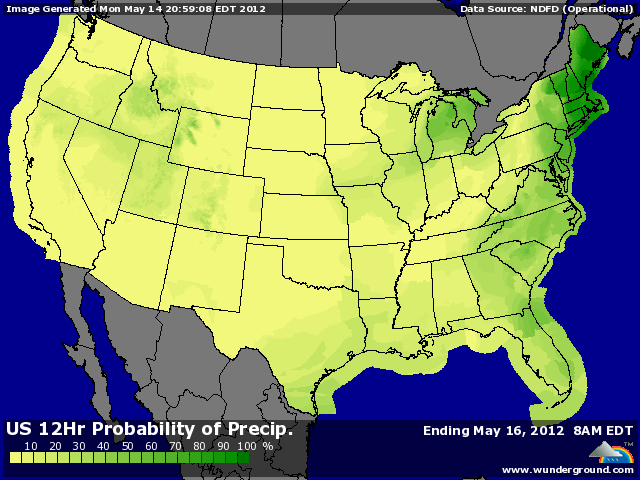 Image Generated Mon May 14 20:59:08 EDT 2012
Data Source: NDFD (Operational)
US 12Hr Probability of Precip.
Ending May 16, 2012 8AM EDT
10 20 30 40 50 60 70 80 90 100 %
TM
www.wunderground.com